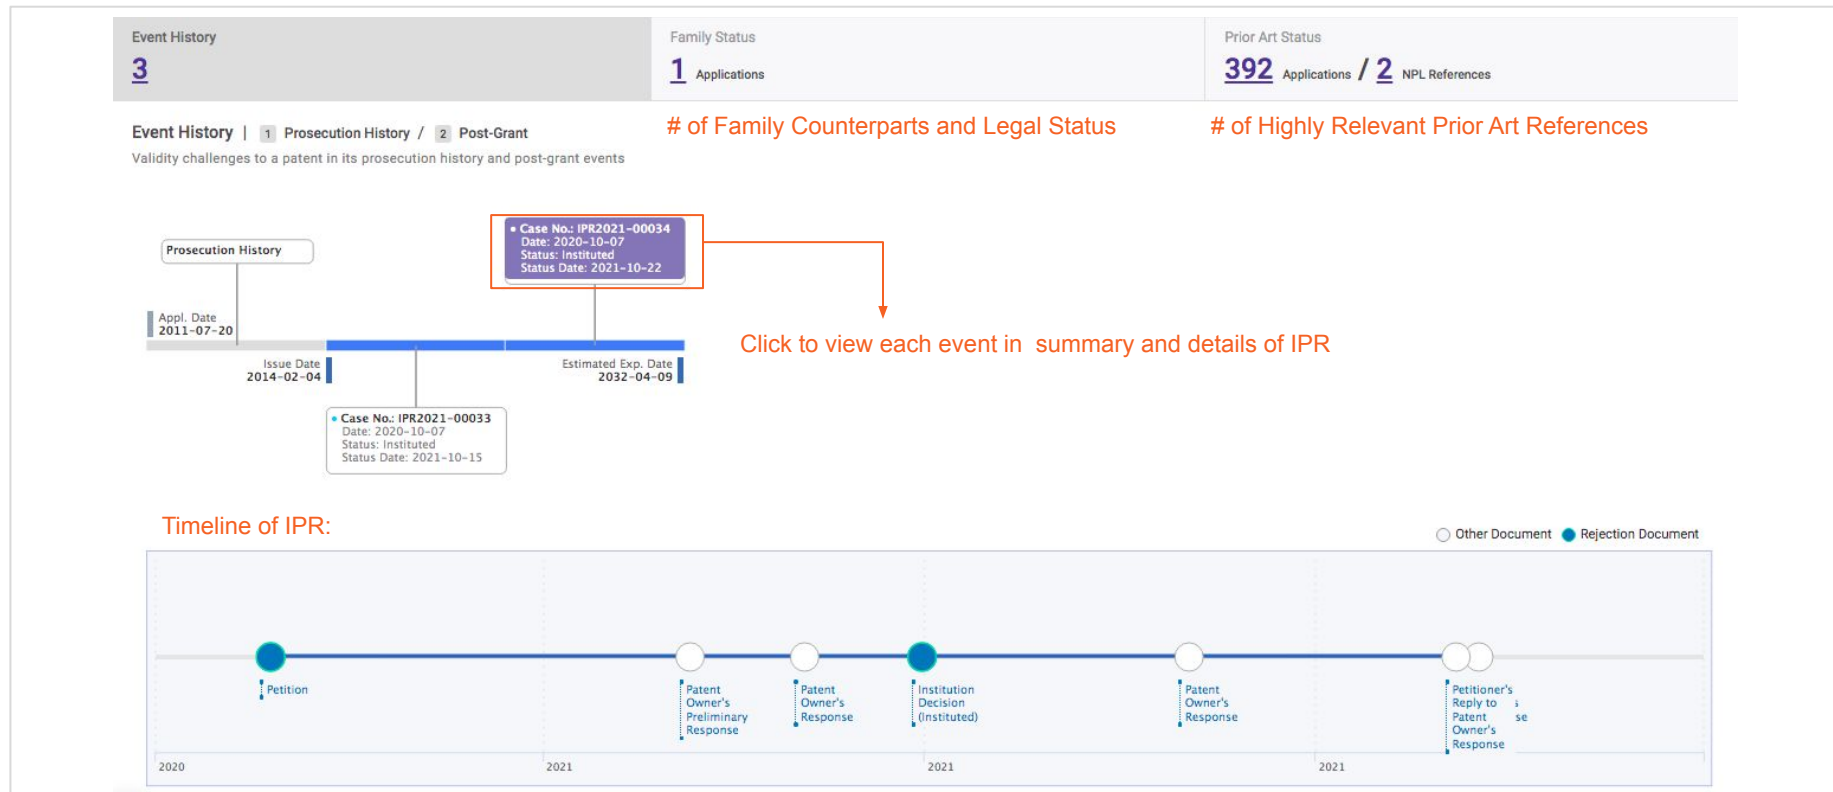 Event History
3
Family Status
1 Applications
Prior Art Status
392 Applications / 2 NPL References
Event History | 1 Prosecution History / 2 Post-Grant
Validity challenges to a patent in its prosecution history and post-grant events
# of Family Counterparts and Legal Status
# of Highly Relevant Prior Art References
Prosecution History
• Case No.: IPR2021-00034
Date: 2020-10-07
Status: Instituted
Status Date: 2021-10-22
Appl. Date
2011-07-20
Issue Date
2014-02-04
Estimated Exp. Date
2032-04-09
Click to view each event in summary and details of IPR
• Case No.: IPR2021-00033
Date: 2020-10-07
Status: Instituted
Status Date: 2021-10-15
Timeline of IPR:
Other Document
Rejection Document
Petition
Patent
Owner's
Preliminary
Response
Patent
Owner's
Response
Institution
Decision
(Instituted)
Patent
Owner's
Response
Petitioner's
Reply to
Patent
Owner's
Response
2020
2021
2021
2021